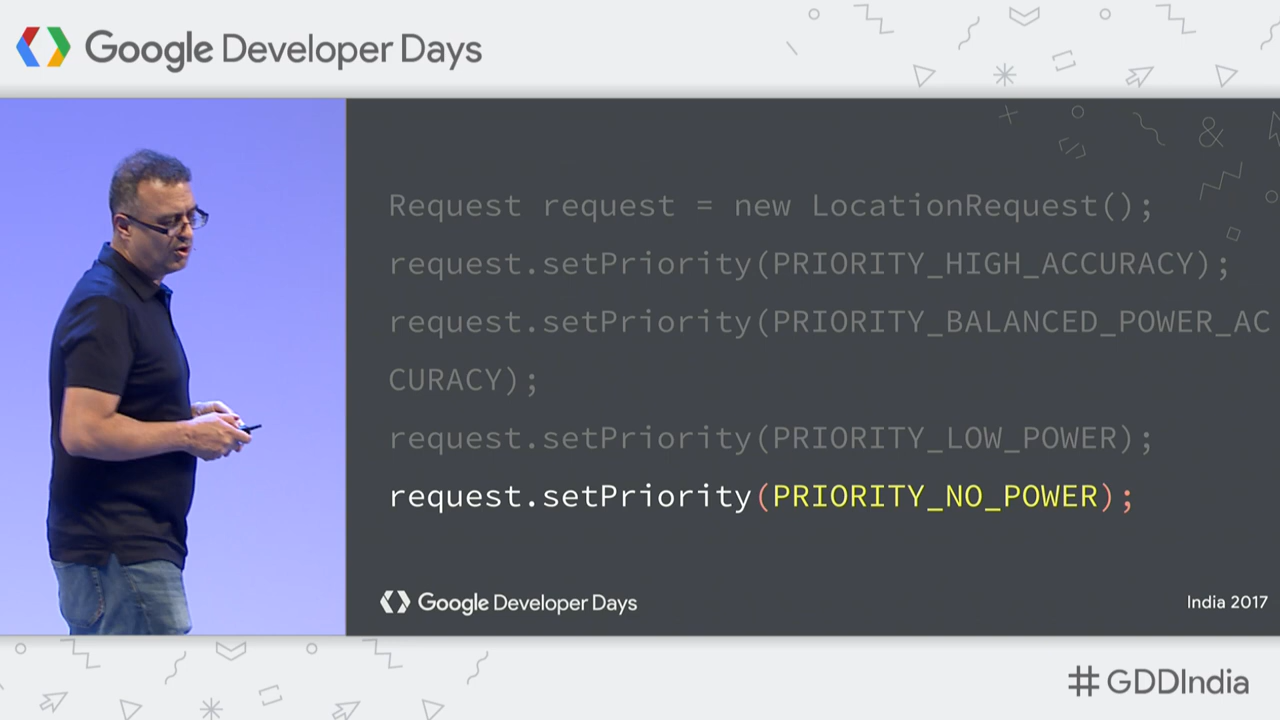 Google Developer Days
Request request = new LocationRequest();
request.setPriority(PRIORITY_HIGH_ACCURACY);
request.setPriority(PRIORITY_BALANCED_POWER_AC
CURACY);
request.setPriority(PRIORITY_LOW_POWER);
request.setPriority(PRIORITY_NO_POWER);
Google Developer Days
India 2017
#GDDIndia